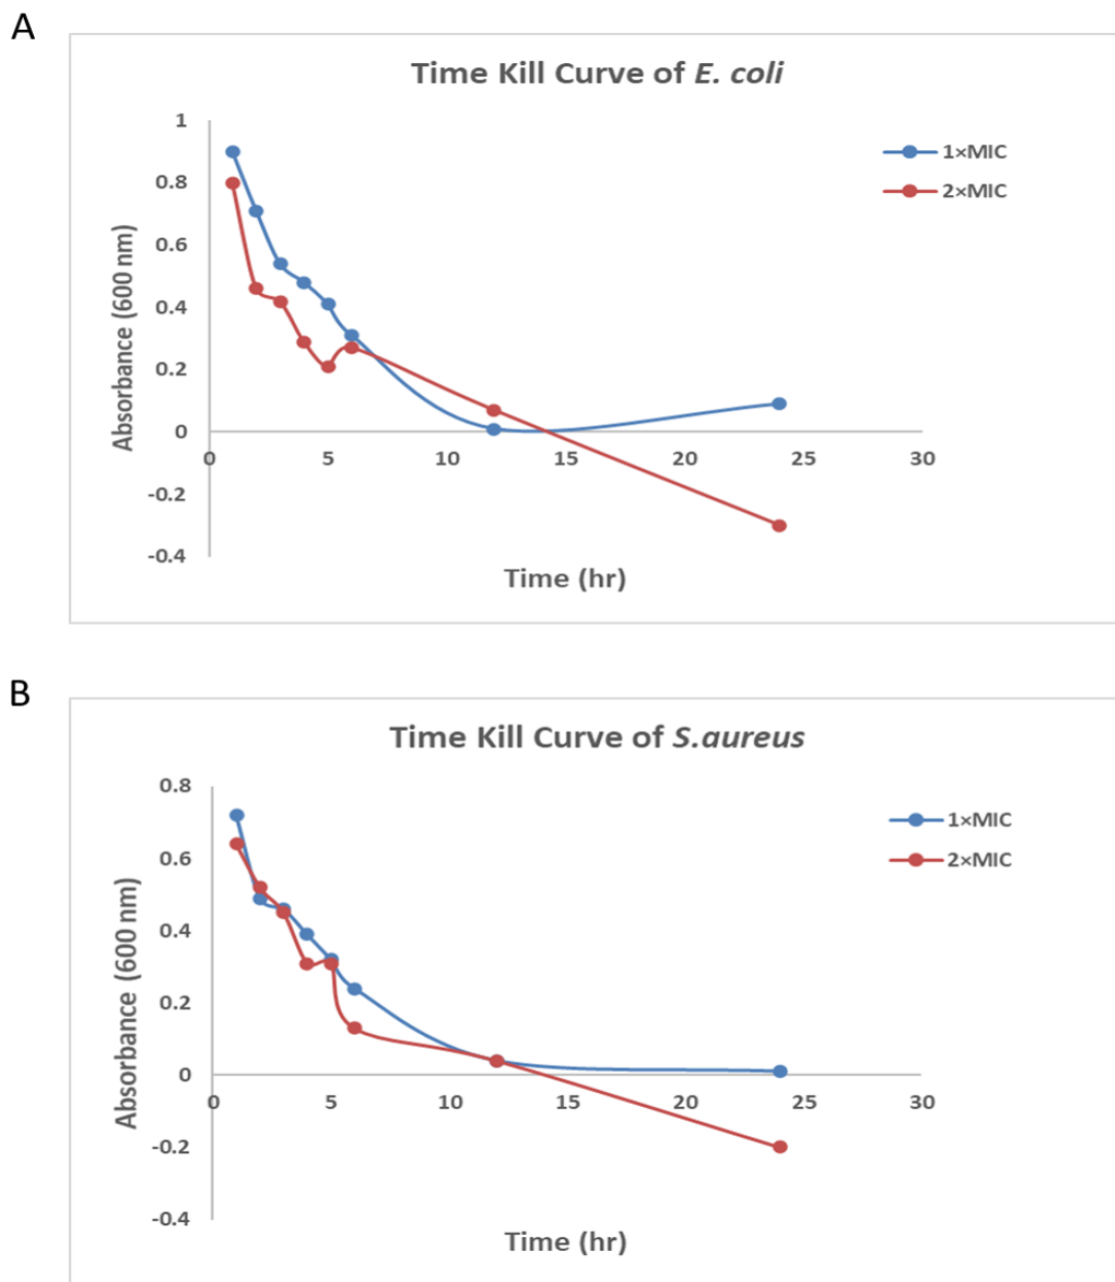 A
Time Kill Curve of E. coli
1
0.8
0.6
0.4
0.2
0
-0.2
-0.4
Absorbance (600 nm)
0 5 10 15 20 25 30
Time (hr)
1×MIC
2×MIC
B
Time Kill Curve of S.aureus
0.8
0.6
0.4
0.2
0
-0.2
-0.4
Absorbance (600 nm)
0 5 10 15 20 25 30
Time (hr)
1×MIC
2×MIC